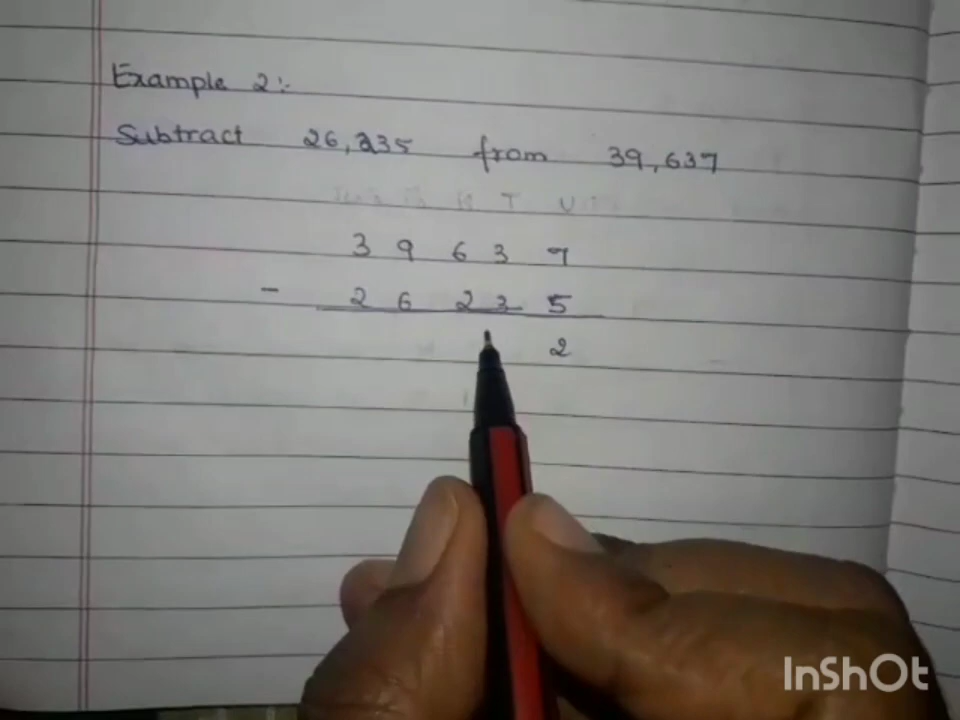 Example 2:-
Subtract 26,235 from 39,637
T U
3 9 6 3 7
- 2 6 2 3 5
2
InShOt